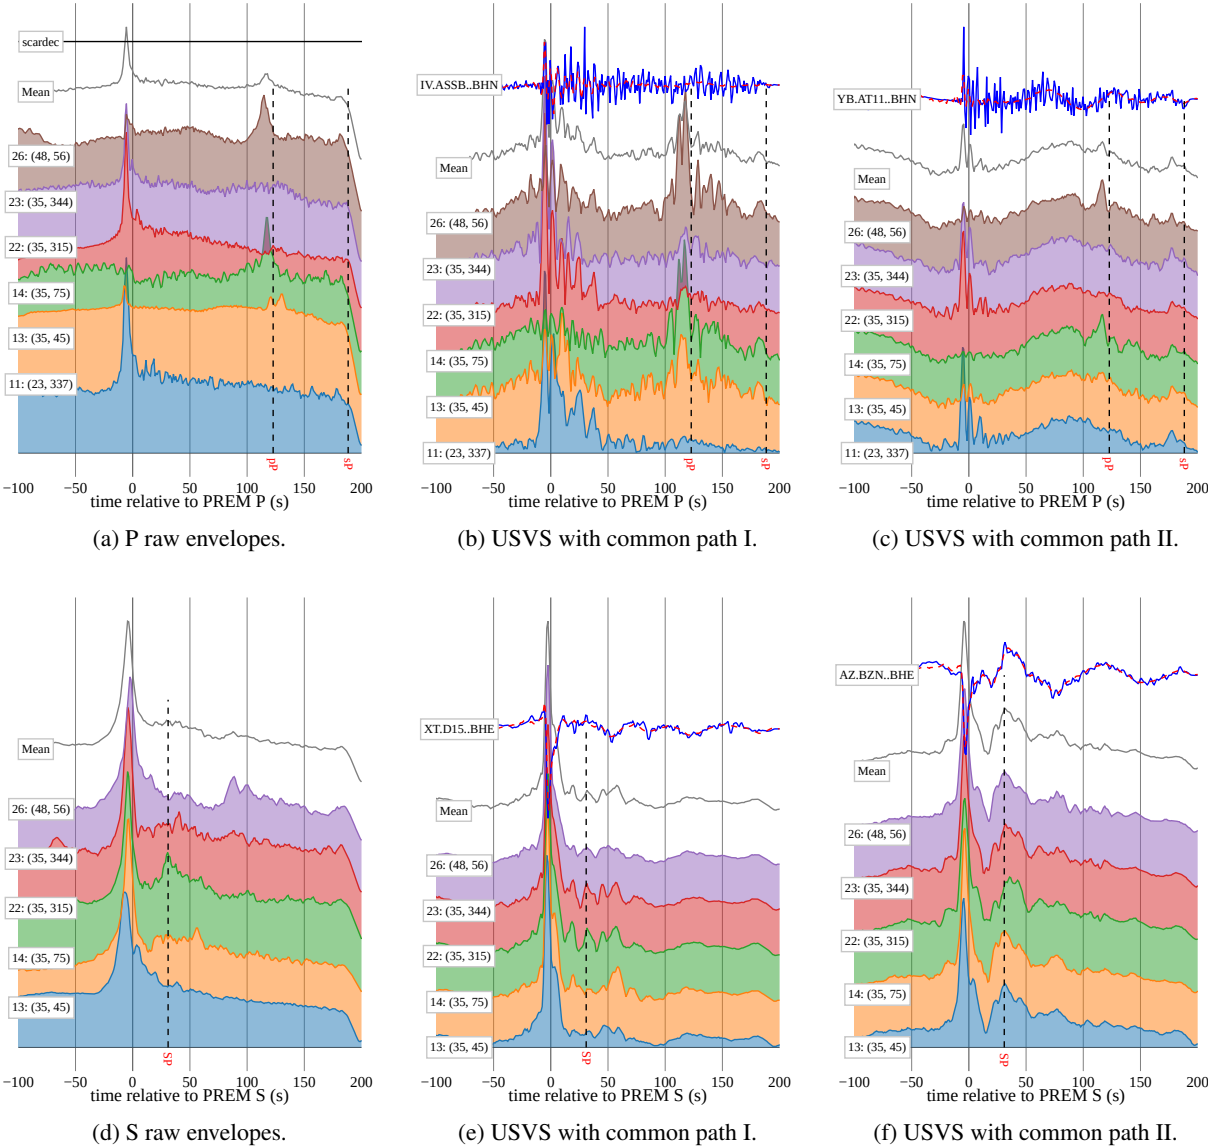 scardec
Mean
26: (48, 56)
23: (35, 344)
22: (35, 315)
14: (35, 75)
13: (35, 45)
11: (23, 337)
pP
sP
−100 −50 0 50 100 150 200
time relative to PREM P (s)
(a) P raw envelopes.
IV.ASSB..BHN
Mean
26: (48, 56)
23: (35, 344)
22: (35, 315)
14: (35, 75)
13: (35, 45)
11: (23, 337)
pP
sP
−100 −50 0 50 100 150 200
time relative to PREM P (s)
(b) USVS with common path I.
YB.AT11..BHN
Mean
26: (48, 56)
23: (35, 344)
22: (35, 315)
14: (35, 75)
13: (35, 45)
11: (23, 337)
pP
sP
−100 −50 0 50 100 150 200
time relative to PREM P (s)
(c) USVS with common path II.
Mean
26: (48, 56)
23: (35, 344)
22: (35, 315)
14: (35, 75)
13: (35, 45)
SP
−100 −50 0 50 100 150 200
time relative to PREM S (s)
(d) S raw envelopes.
XT.D15..BHE
Mean
26: (48, 56)
23: (35, 344)
22: (35, 315)
14: (35, 75)
13: (35, 45)
SP
−100 −50 0 50 100 150 200
time relative to PREM S (s)
(e) USVS with common path I.
AZ.BZN..BHE
Mean
26: (48, 56)
23: (35, 344)
22: (35, 315)
14: (35, 75)
13: (35, 45)
SP
−100 −50 0 50 100 150 200
time relative to PREM S (s)
(f) USVS with common path II.